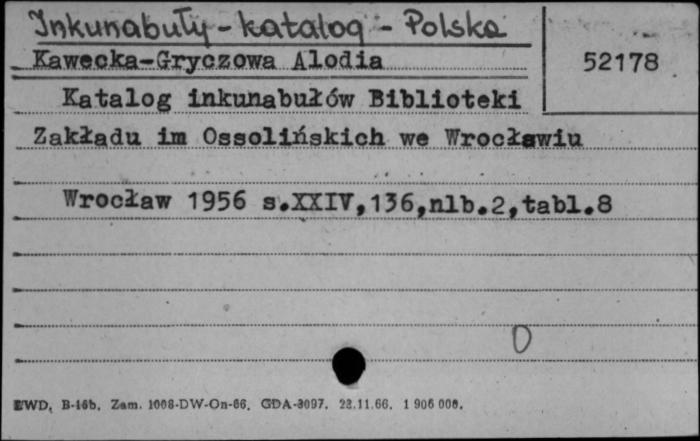 Inkunabuły - katalog - Polska
Kawecka-Gryczowa Alodia
52178
Katalog inkunabułów Biblioteki
Zakładu im Ossolińskich we Wrocławiu
Wrocław 1956 s.XXIV,136,nlb.2,tabl.8
D
EWD, B-16b. Zam. 1008-DW-On-66. GDA-3097. 22.11.66. 1 906 000.